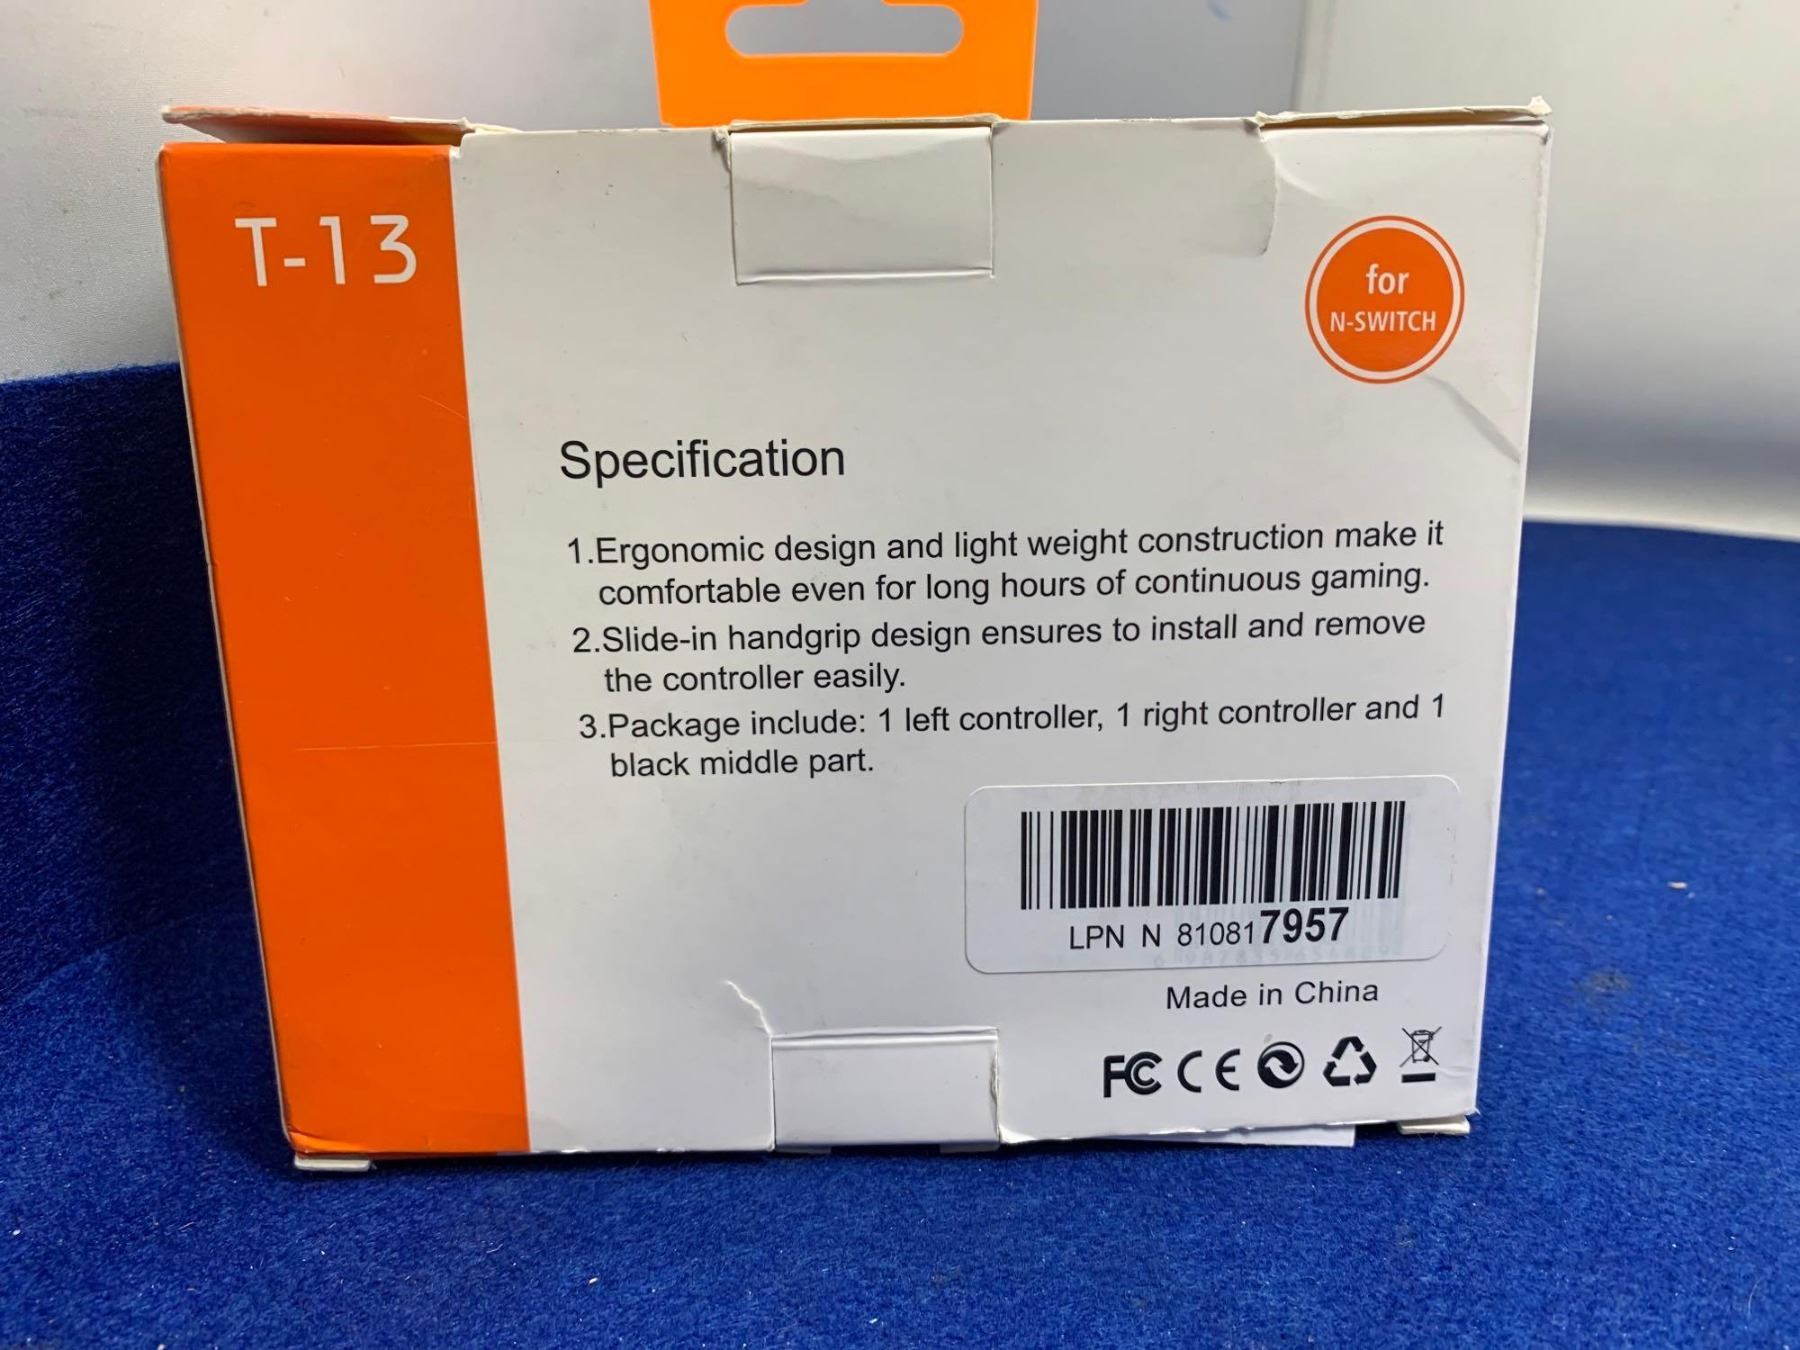 T-13
for
N-SWITCH
Specification
1.Ergonomic design and light weight construction make it
comfortable even for long hours of continuous gaming.
2.Slide-in handgrip design ensures to install and remove
the controller easily.
3.Package include: 1 left controller, 1 right controller and 1
black middle part.
LPN N 810817957
Made in China
FC CE